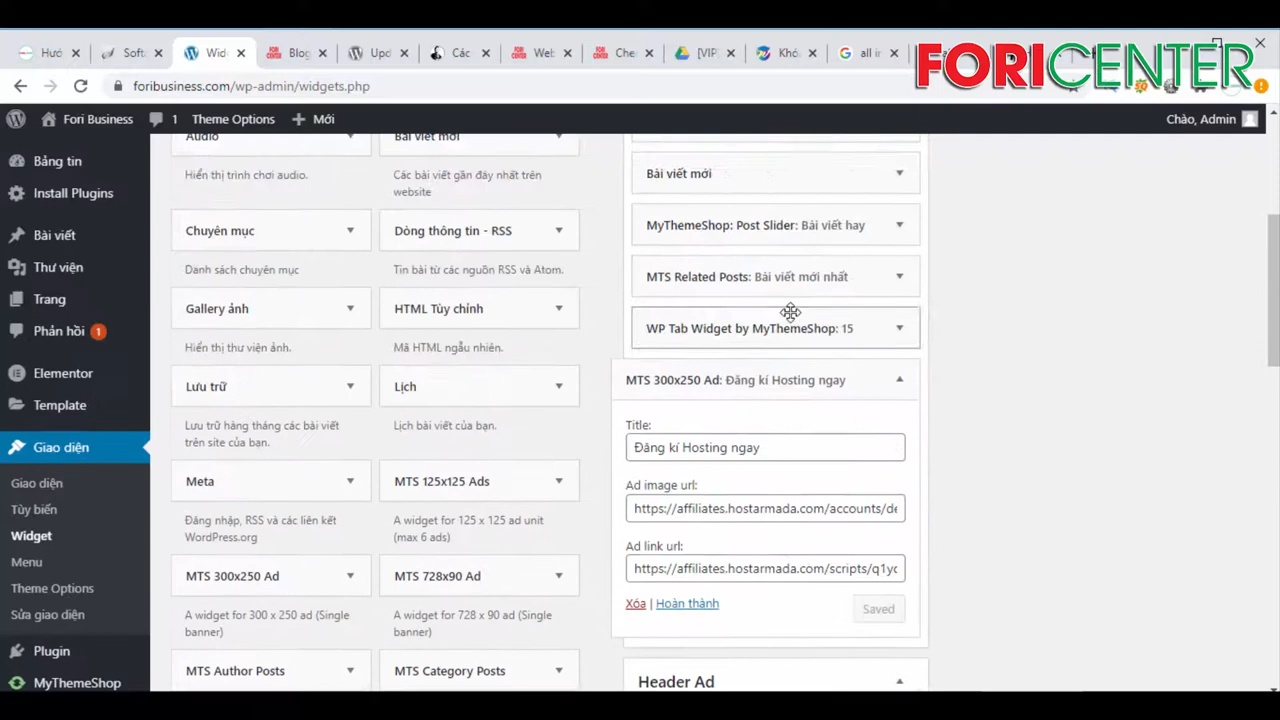 Hướ
Soft
Wid
Blog
Upd
Các
Web
Che
[VIP]
Khó
all in
FORICENTER
foribusiness.com/wp-admin/widgets.php
Fori Business
1
Theme Options
Mới
Chào, Admin
Bảng tin
Install Plugins
Bài viết
Thư viện
Trang
Phản hồi 1
Elementor
Template
Giao diện
Giao diện
Tùy biến
Widget
Menu
Theme Options
Sửa giao diện
Plugin
MyThemeShop
Audio
Hiển thị trình chơi audio.
Bài viết mới
Các bài viết gần đây nhất trên
website
Chuyên mục
Danh sách chuyên mục
Dòng thông tin - RSS
Tin bài từ các nguồn RSS và Atom.
Gallery ảnh
Hiển thị thư viện ảnh.
HTML Tùy chỉnh
Mã HTML ngẫu nhiên.
Lưu trữ
Lưu trữ hàng tháng các bài viết
trên site của bạn.
Lịch
Lịch bài viết của bạn.
Meta
Đăng nhập, RSS và các liên kết
WordPress.org
MTS 125x125 Ads
A widget for 125 x 125 ad unit
(max 6 ads)
MTS 300x250 Ad
A widget for 300 x 250 ad (Single
banner)
MTS 728x90 Ad
A widget for 728 x 90 ad (Single
banner)
MTS Author Posts
MTS Category Posts
Bài viết mới
MyThemeShop: Post Slider: Bài viết hay
MTS Related Posts: Bài viết mới nhất
WP Tab Widget by MyThemeShop: 15
MTS 300x250 Ad: Đăng kí Hosting ngay
Title:
Đăng kí Hosting ngay
Ad image url:
https://affiliates.hostarmada.com/accounts/de
Ad link url:
https://affiliates.hostarmada.com/scripts/q1yc
Xóa | Hoàn thành
Saved
Header Ad